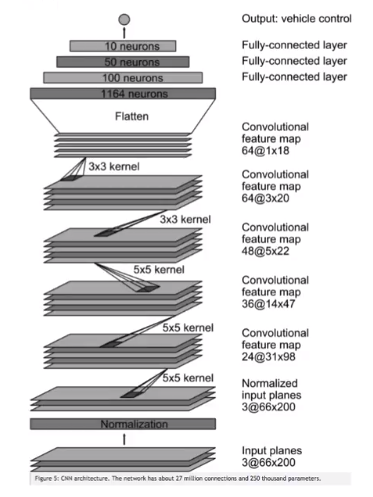 Output: vehicle control
10 neurons
Fully-connected layer
50 neurons
Fully-connected layer
100 neurons
Fully-connected layer
1164 neurons
Flatten
Convolutional
feature map
64@1x18
3x3 kernel
Convolutional
feature map
64@3x20
3x3 kernel
Convolutional
feature map
48@5x22
5x5 kernel
Convolutional
feature map
36@14x47
5x5 kernel
Convolutional
feature map
24@31x98
5x5 kernel
Normalized
input planes
3@66x200
Normalization
Input planes
3@66x200
Figure 5: CNN architecture. The network has about 27 million connections and 250 thousand parameters.